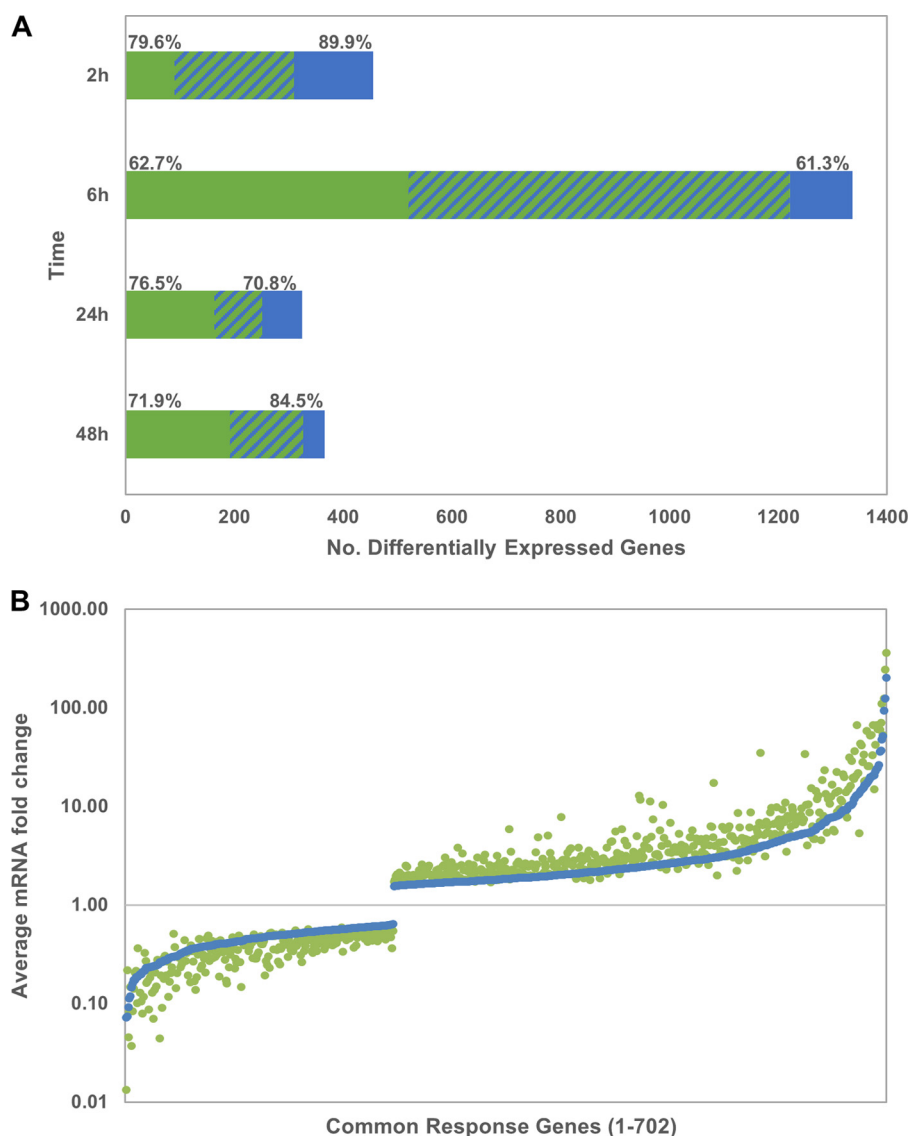 A
79.6% 89.9%
2h
62.7% 61.3%
6h
Time
76.5% 70.8%
24h
71.9% 84.5%
48h
0 200 400 600 800 1000 1200 1400
No. Differentially Expressed Genes
B
1000.00
100.00
10.00
1.00
0.10
0.01
Average mRNA fold change
Common Response Genes (1-702)